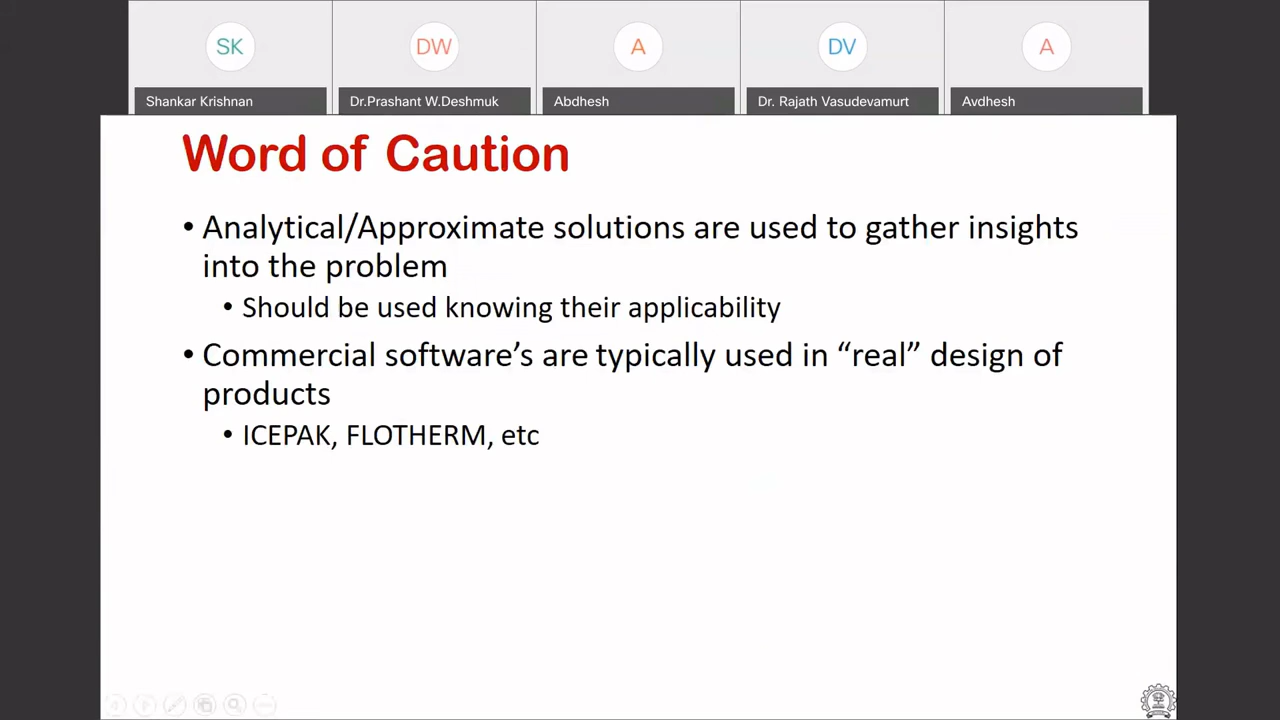 SK
DW
A
DV
A
Shankar Krishnan
Dr.Prashant W.Deshmuk
Abdhesh
Dr. Rajath Vasudevamurt
Avdhesh
Word of Caution
• Analytical/Approximate solutions are used to gather insights
into the problem
• Should be used knowing their applicability
• Commercial software’s are typically used in “real” design of
products
• ICEPAK, FLOTHERM, etc